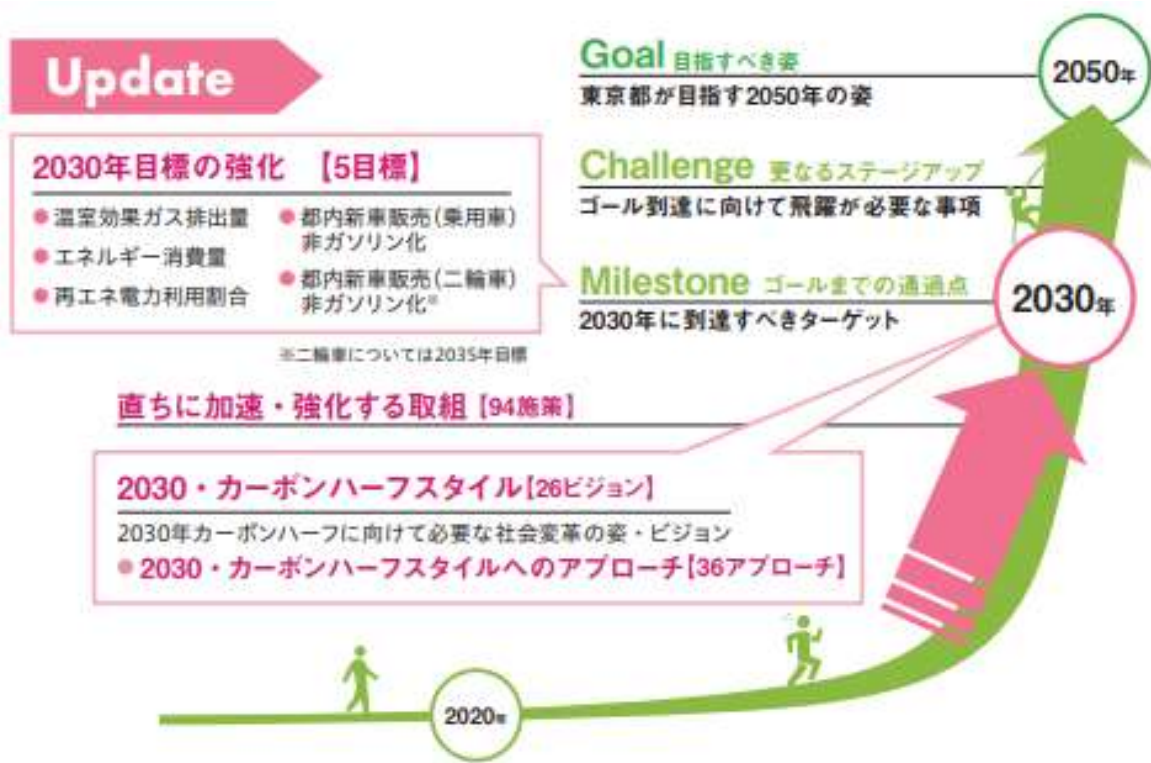 Update
2030年目標の強化 【5目標】
●温室効果ガス排出量
●エネルギー消費量
●再エネ電力利用割合
●都内新車販売(乗用車)
非ガソリン化
●都内新車販売(二輪車)
非ガソリン化※
※二輪車については2035年目標
Goal 目指すべき姿
東京都が目指す2050年の姿
2050年
Challenge 更なるステージアップ
ゴール到達に向けて飛躍が必要な事項
Milestone ゴールまでの通過点
2030年に到達すべきターゲット
2030年
直ちに加速・強化する取組【94施策】
2030・カーボンハーフスタイル【26ビジョン】
2030年カーボンハーフに向けて必要な社会変革の姿・ビジョン
●2030・カーボンハーフスタイルへのアプローチ【36アプローチ】
2020年